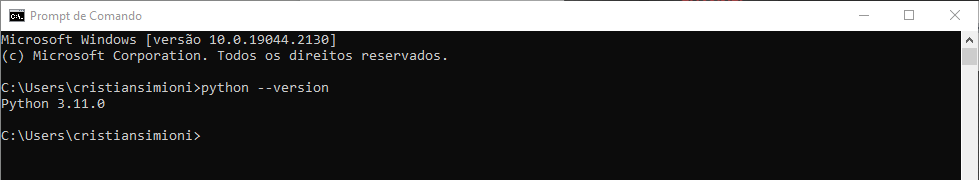 Prompt de Comando
Microsoft Windows [versão 10.0.19044.2130]
(c) Microsoft Corporation. Todos os direitos reservados.
C:\Users\cristiansimioni>python --version
Python 3.11.0
C:\Users\cristiansimioni>